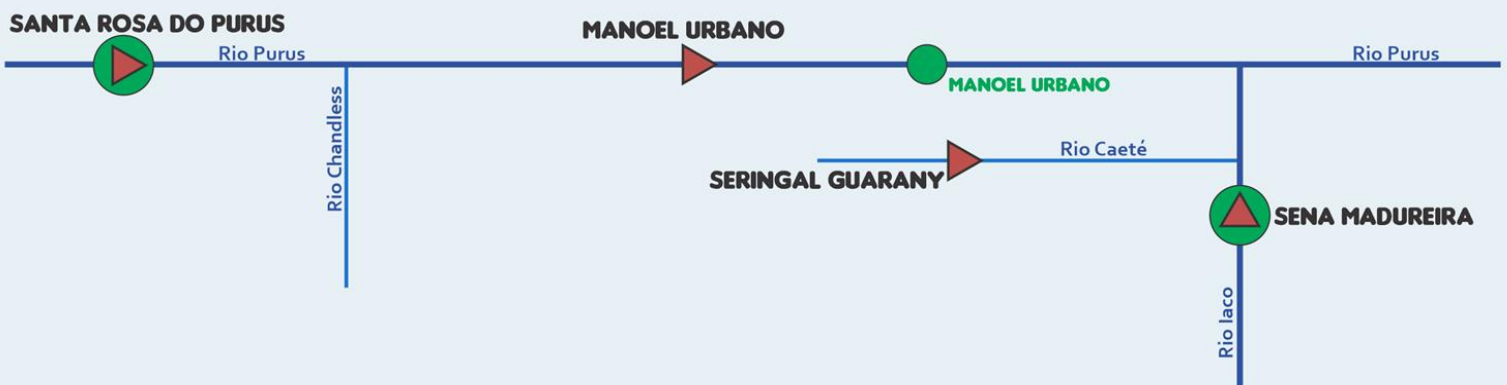 SANTA ROSA DO PURUS
Rio Purus
MANOEL URBANO
Rio Purus
MANOEL URBANO
Rio Chandless
Rio Caeté
SERINGAL GUARANY
SENA MADUREIRA
Rio Iaco